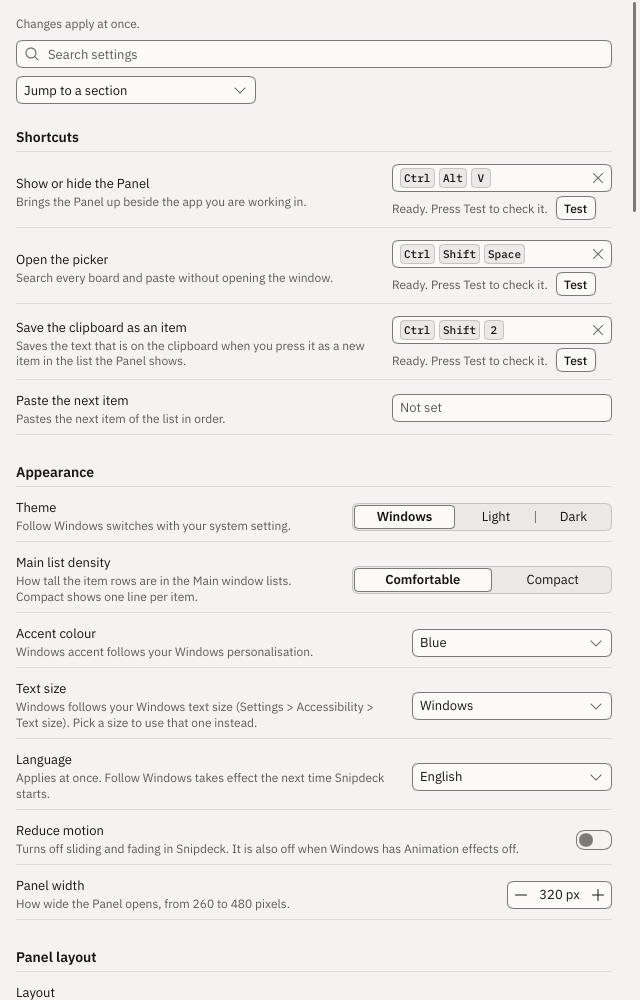 Changes apply at once.
Search settings
Jump to a section
Shortcuts
Show or hide the Panel
Brings the Panel up beside the app you are working in.
Ctrl Alt V
Ready. Press Test to check it. Test
Open the picker
Search every board and paste without opening the window.
Ctrl Shift Space
Ready. Press Test to check it. Test
Save the clipboard as an item
Saves the text that is on the clipboard when you press it as a new
item in the list the Panel shows.
Ctrl Shift 2
Ready. Press Test to check it. Test
Paste the next item
Pastes the next item of the list in order.
Not set
Appearance
Theme
Follow Windows switches with your system setting.
Windows Light Dark
Main list density
How tall the item rows are in the Main window lists.
Compact shows one line per item.
Comfortable Compact
Accent colour
Windows accent follows your Windows personalisation.
Blue
Text size
Windows follows your Windows text size (Settings > Accessibility >
Text size). Pick a size to use that one instead.
Windows
Language
Applies at once. Follow Windows takes effect the next time Snipdeck
starts.
English
Reduce motion
Turns off sliding and fading in Snipdeck. It is also off when Windows has Animation effects off.
Panel width
How wide the Panel opens, from 260 to 480 pixels.
320 px
Panel layout
Layout